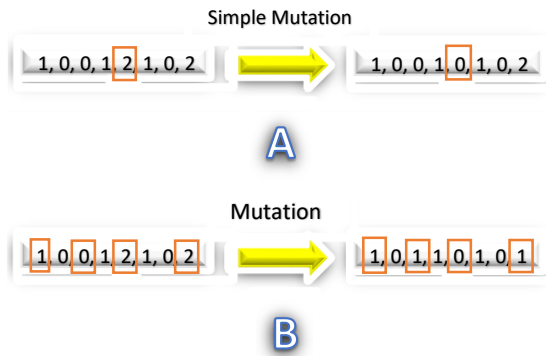 Simple Mutation
1, 0, 0, 1, 2, 1, 0, 2
1, 0, 0, 1, 0, 1, 0, 2
A
Mutation
1, 0, 0, 1, 2, 1, 0, 2
1, 0, 1, 1, 0, 1, 0, 1
B